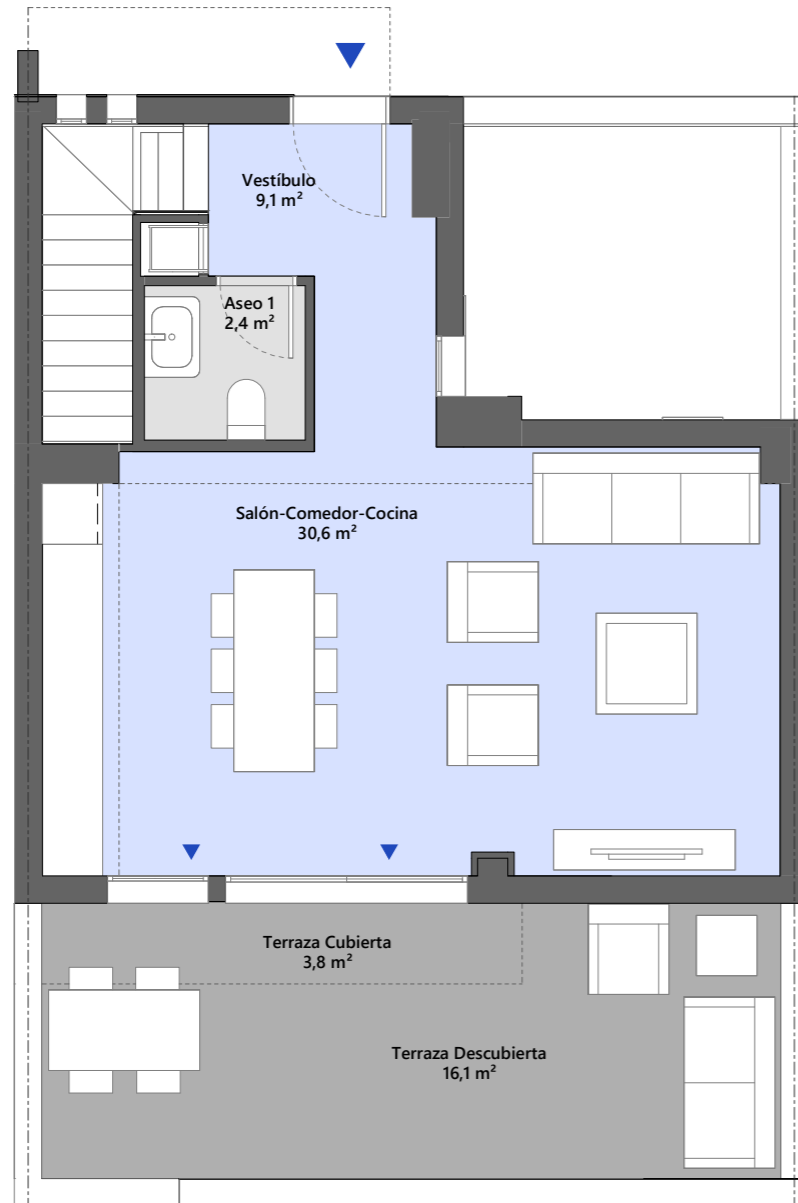 Vestíbulo
9,1 m²
Aseo 1
2,4 m²
Salón-Comedor-Cocina
30,6 m²
Terraza Cubierta
3,8 m²
Terraza Descubierta
16,1 m²